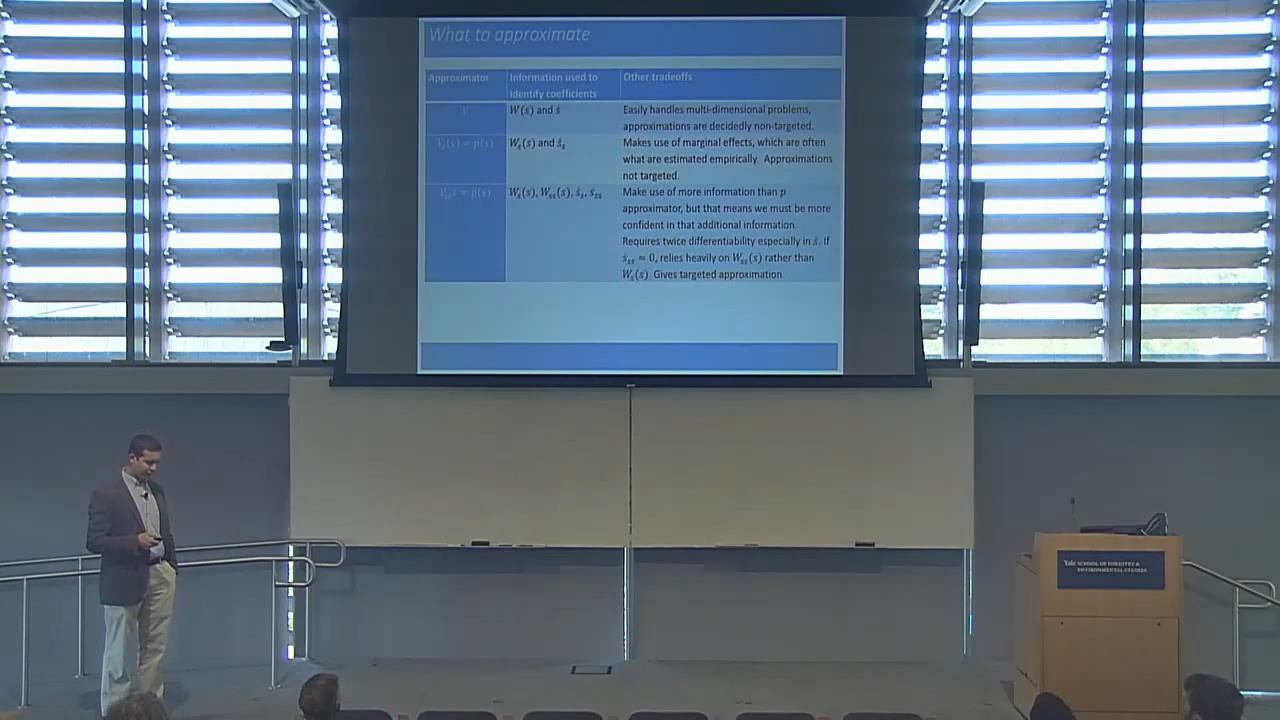 What to approximate
Approximator
Information used to
identify coefficients
Other tradeoffs
V
W(s) and ṡ
Easily handles multi-dimensional problems,
approximations are decidedly non-targeted.
Vₛ(s) = p(s)
Wₛ(s) and ṡₛ
Makes use of marginal effects, which are often
what are estimated empirically. Approximations
not targeted.
Wₛ(s), Wₛₛ(s), ṡₛ, sₛₛ
Make use of more information than p
approximator, but that means we must be more
confident in that additional information
Requires twice differentiability especially in ṡ. If
ṡₛₛ ≈ 0, relies heavily on Wₛₛ(s) rather than
Wₛ(s). Gives targeted approximation
Yale SCHOOL OF FORESTRY &
ENVIRONMENTAL STUDIES